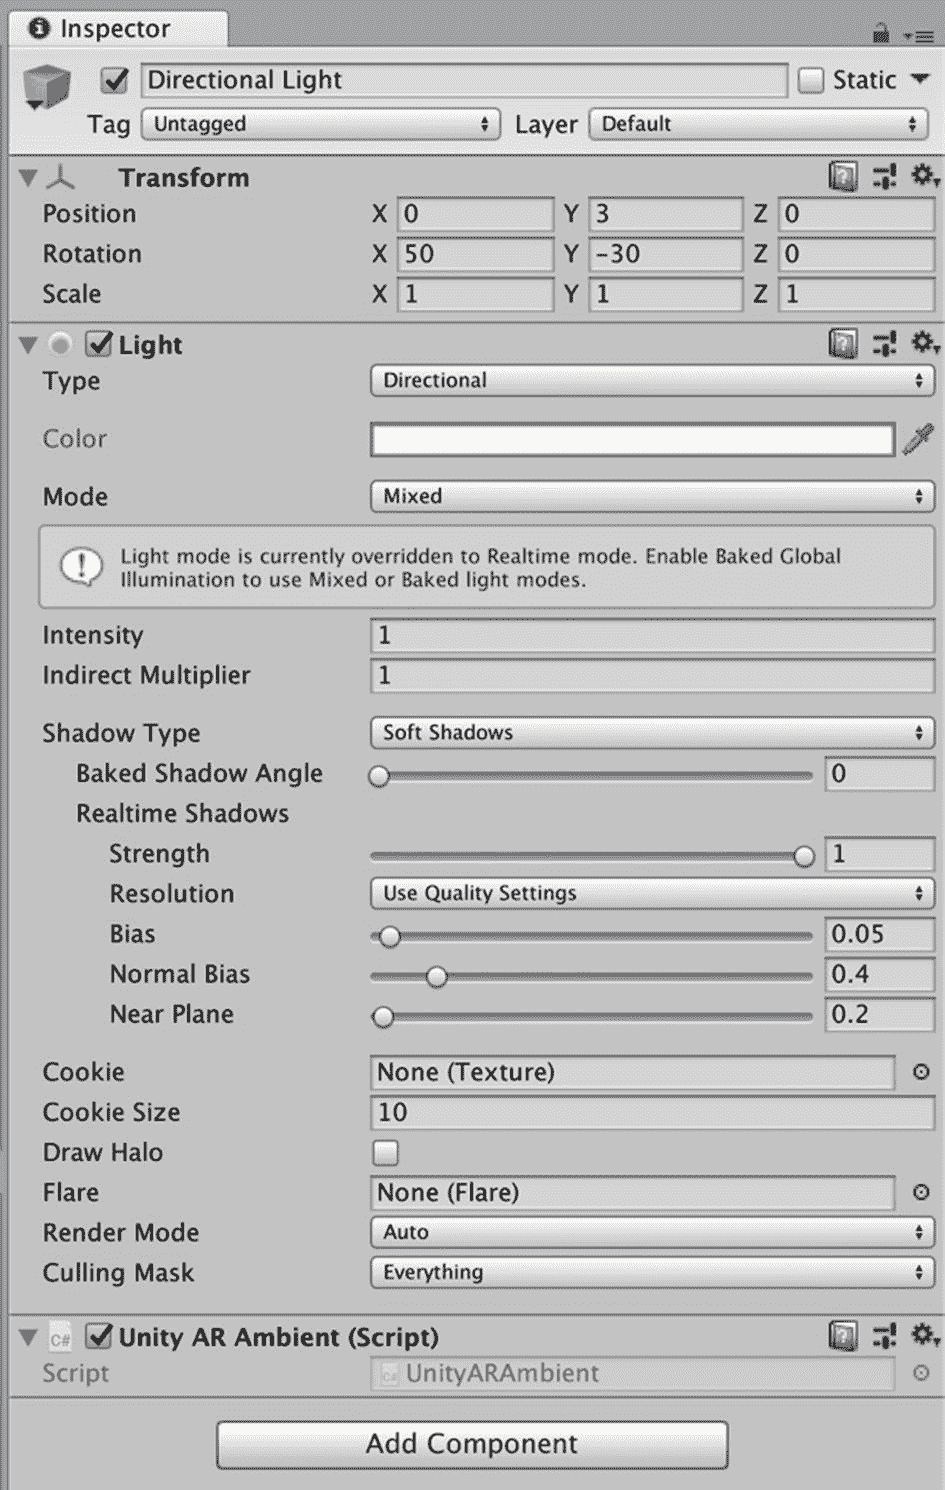 Inspector
Directional Light Static
Tag Untagged Layer Default
Transform
Position X 0 Y 3 Z 0
Rotation X 50 Y -30 Z 0
Scale X 1 Y 1 Z 1
Light
Type Directional
Color
Mode Mixed
Light mode is currently overridden to Realtime mode. Enable Baked Global
Illumination to use Mixed or Baked light modes.
Intensity 1
Indirect Multiplier 1
Shadow Type Soft Shadows
Baked Shadow Angle 0
Realtime Shadows
Strength 1
Resolution Use Quality Settings
Bias 0.05
Normal Bias 0.4
Near Plane 0.2
Cookie None (Texture)
Cookie Size 10
Draw Halo
Flare None (Flare)
Render Mode Auto
Culling Mask Everything
C# Unity AR Ambient (Script)
Script UnityARAmbient
Add Component